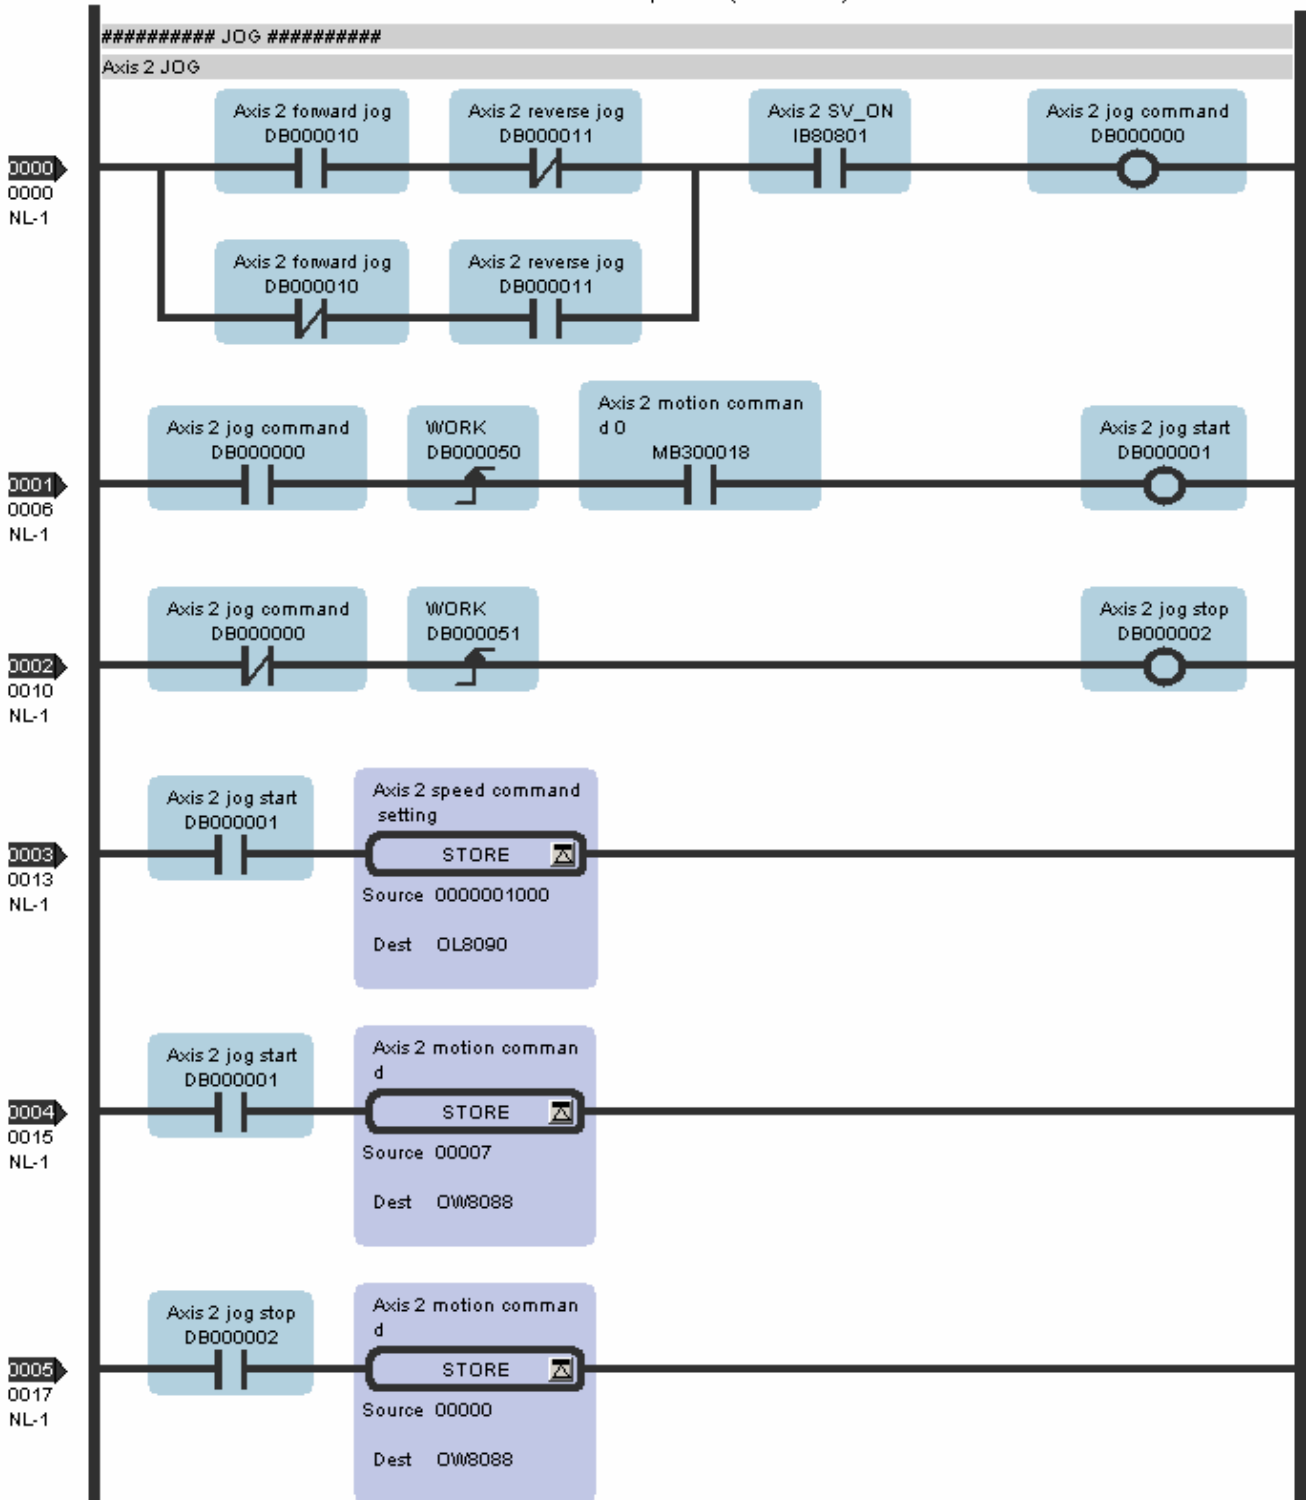 ########## JOG ##########
Axis 2 JOG
Axis 2 forward jog
DB000010
Axis 2 reverse jog
DB000011
Axis 2 SV_ON
IB80801
Axis 2 jog command
DB000000
0000
0000
NL-1
Axis 2 forward jog
DB000010
Axis 2 reverse jog
DB000011
Axis 2 jog command
DB000000
WORK
DB000050
Axis 2 motion comman
d 0
MB300018
Axis 2 jog start
DB000001
0001
0006
NL-1
Axis 2 jog command
DB000000
WORK
DB000051
Axis 2 jog stop
DB000002
0002
0010
NL-1
Axis 2 jog start
DB000001
Axis 2 speed command
setting
STORE
Source 0000001000
Dest OL8090
0003
0013
NL-1
Axis 2 jog start
DB000001
Axis 2 motion comman
d
STORE
Source 00007
Dest OW8088
0004
0015
NL-1
Axis 2 jog stop
DB000002
Axis 2 motion comman
d
STORE
Source 00000
Dest OW8088
0005
0017
NL-1